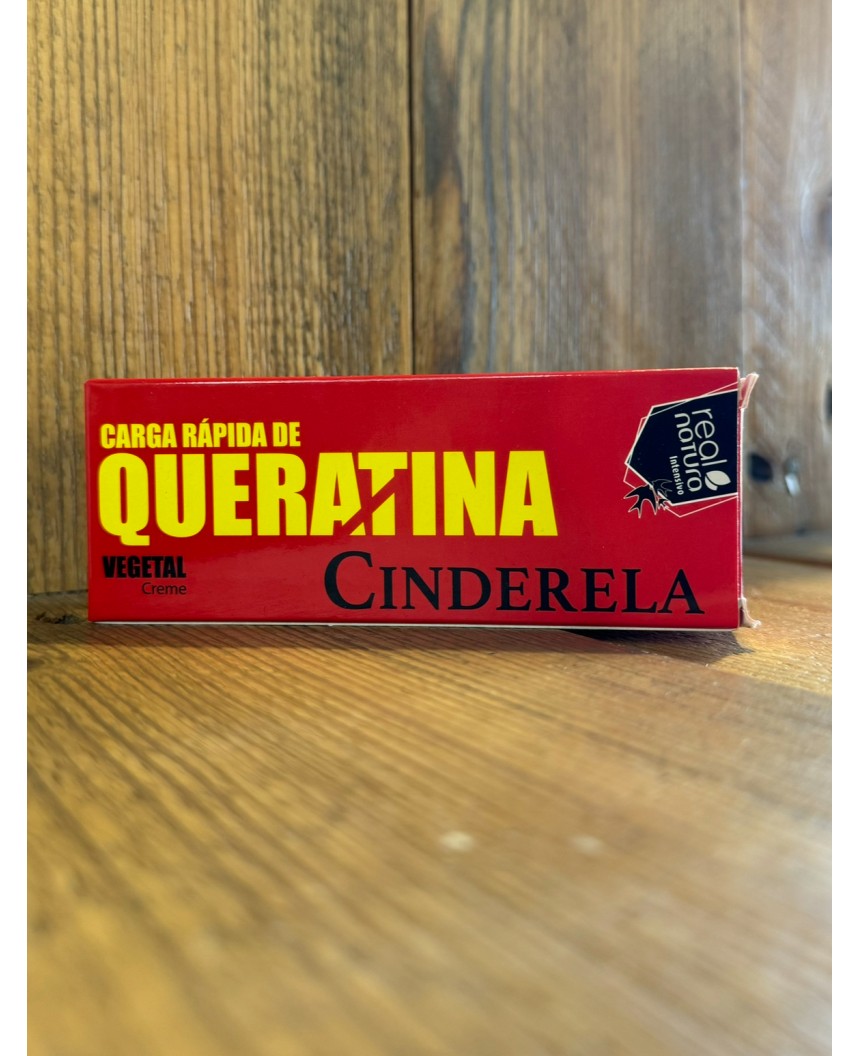 CARGA RÁPIDA DE
QUERATINA
VEGETAL
Creme
CINDERELA
real
natura
Intensivo